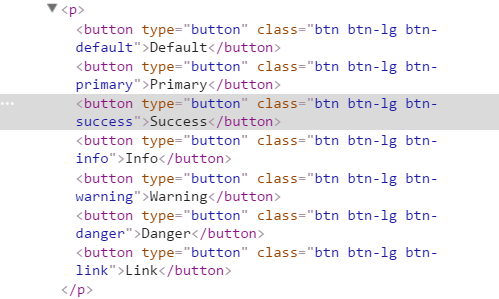 <p>
<button type="button" class="btn btn-lg btn-
default">Default</button>
<button type="button" class="btn btn-lg btn-
primary">Primary</button>
<button type="button" class="btn btn-lg btn-
success">Success</button>
<button type="button" class="btn btn-lg btn-
info">Info</button>
<button type="button" class="btn btn-lg btn-
warning">Warning</button>
<button type="button" class="btn btn-lg btn-
danger">Danger</button>
<button type="button" class="btn btn-lg btn-
link">Link</button>
</p>